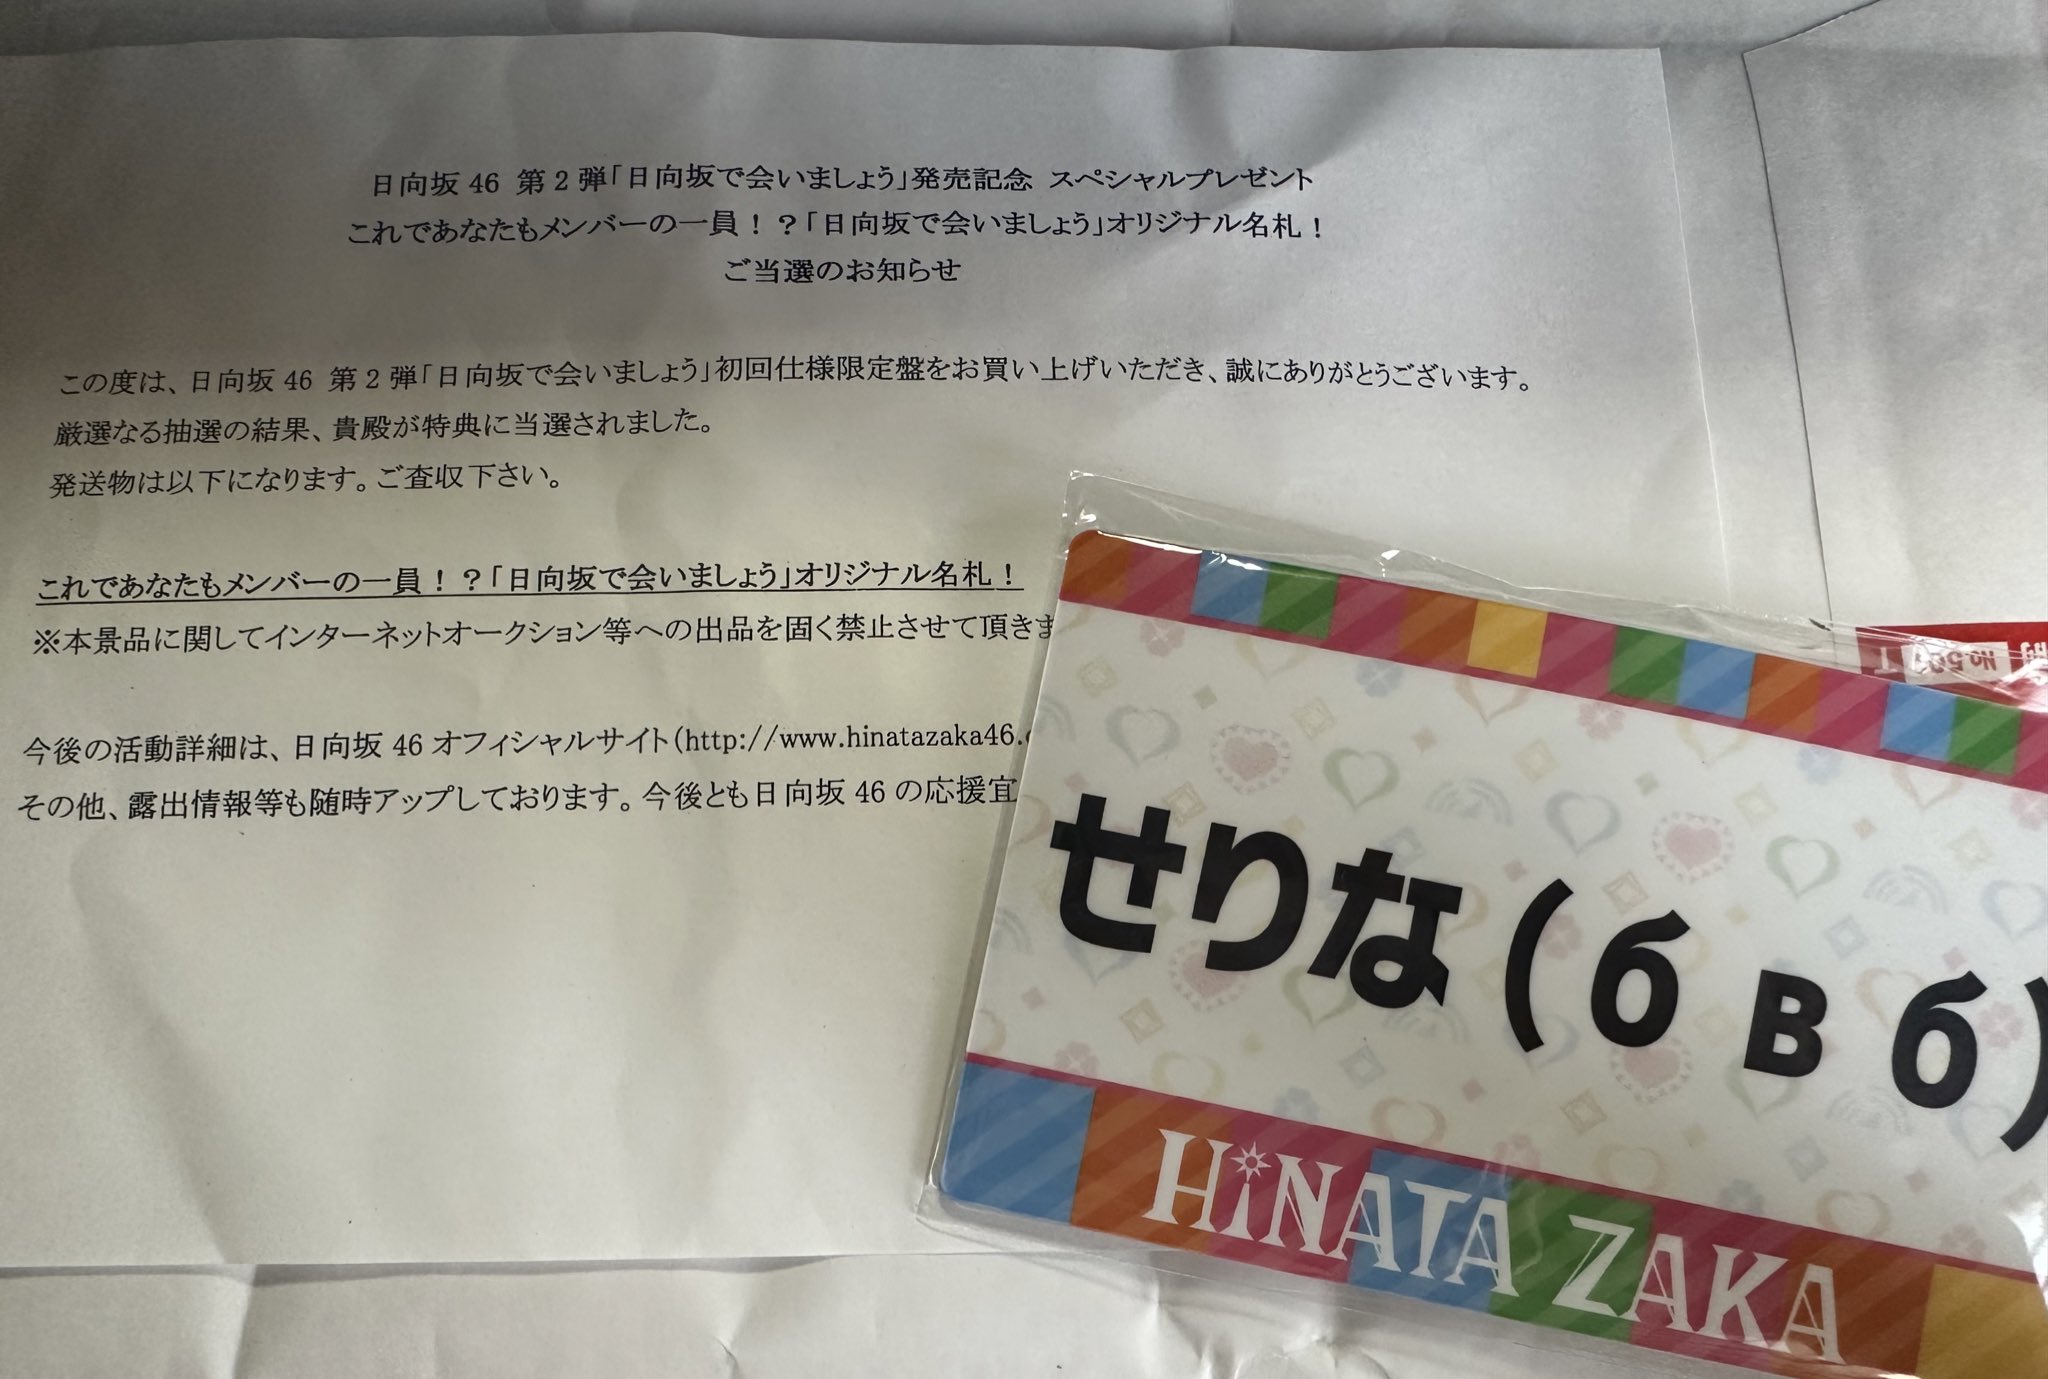 日向坂46 第2弾「日向坂で会いましょう」発売記念 スペシャルプレゼント
これであなたもメンバーの一員！？「日向坂で会いましょう」オリジナル名札！
ご当選のお知らせ
この度は、日向坂46 第2弾「日向坂で会いましょう」初回仕様限定盤をお買い上げいただき、誠にありがとうございます。
厳選なる抽選の結果、貴殿が特典に当選されました。
発送物は以下になります。ご査収下さい。
これであなたもメンバーの一員！？「日向坂で会いましょう」オリジナル名札！
※本景品に関してインターネットオークション等への出品を固く禁止させて頂きま
今後の活動詳細は、日向坂46オフィシャルサイト（http://www.hinatazaka46.
その他、露出情報等も随時アップしております。今後とも日向坂46の応援宜
せりな(б в б)
HiNATA ZAKA